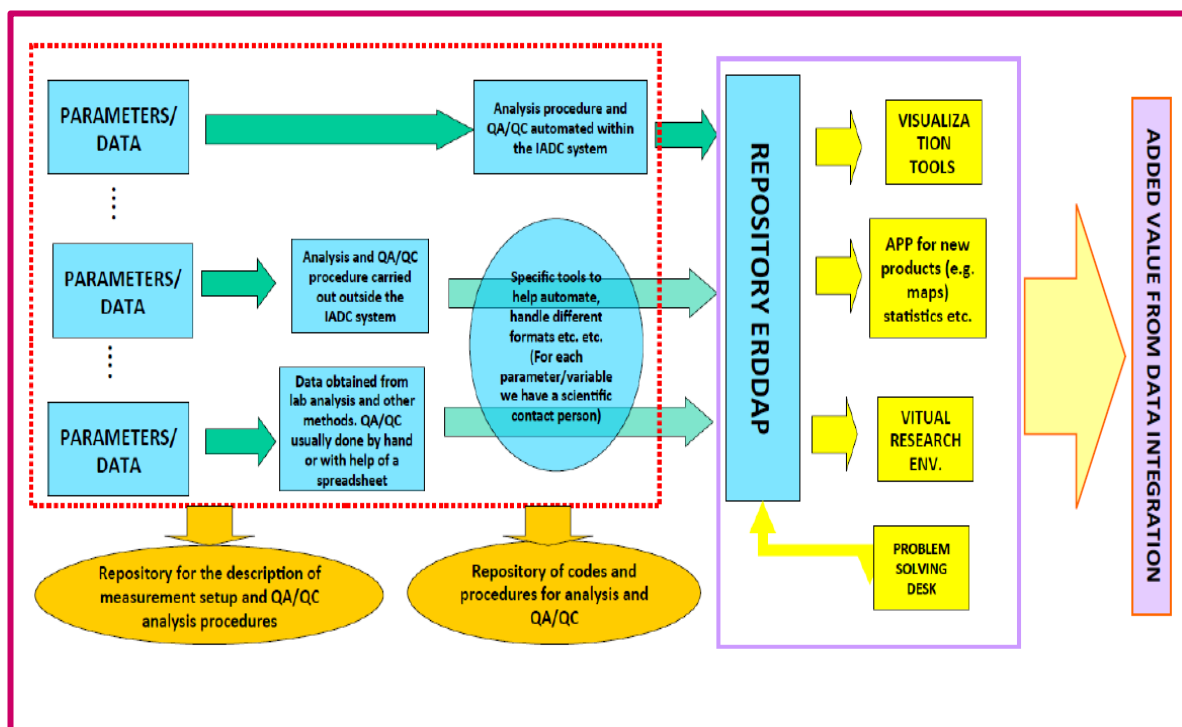 PARAMETERS/
DATA
Analysis procedure and
QA/QC automated within
the IADC system
PARAMETERS/
DATA
Analysis and QA/QC
procedure carried
out outside the
IADC system
Specific tools to
help automate,
handle different
formats etc. etc.
(For each
parameter/variable
we have a scientific
contact person)
PARAMETERS/
DATA
Data obtained from
lab analysis and other
methods. QA/QC
usually done by hand
or with help of a
spreadsheet
Repository for the description of
measurement setup and QA/QC
analysis procedures
Repository of codes and
procedures for analysis and
QA/QC
REPOSITORY ERDDAP
VISUALIZA
TION
TOOLS
APP for new
products (e.g.
maps)
statistics etc.
VITUAL
RESEARCH
ENV.
PROBLEM
SOLVING
DESK
ADDED VALUE FROM DATA INTEGRATION